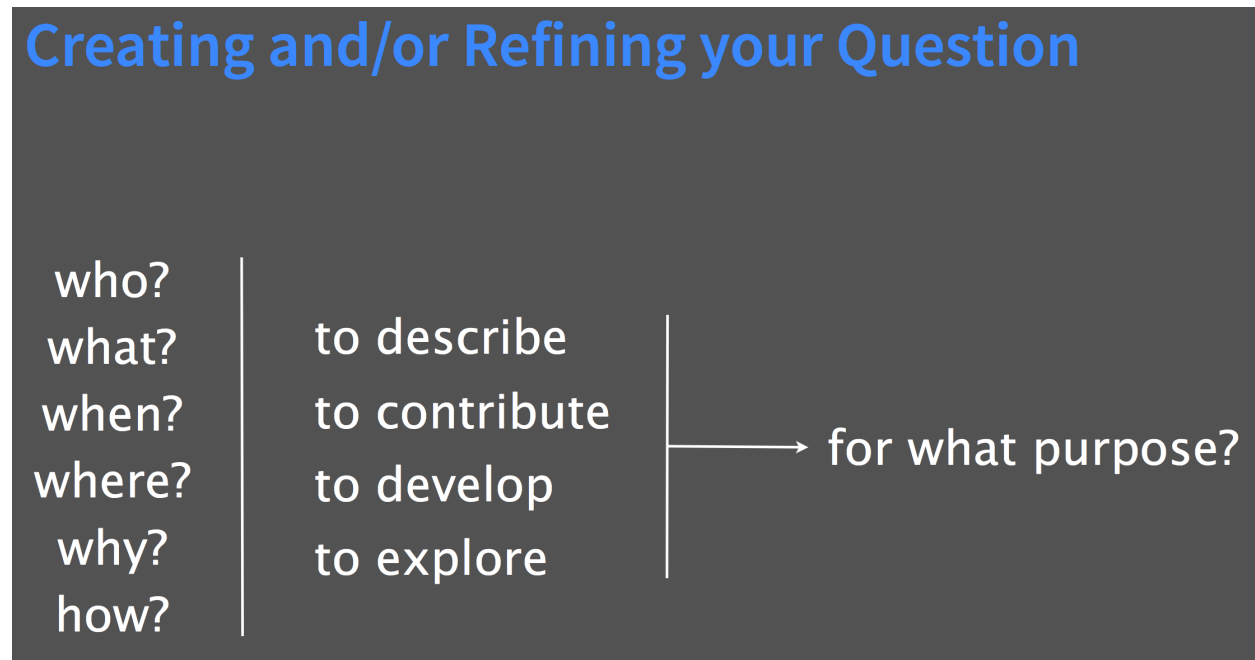 Creating and/or Refining your Question
who?
what?
when?
where?
why?
how?
to describe
to contribute
to develop
to explore
for what purpose?